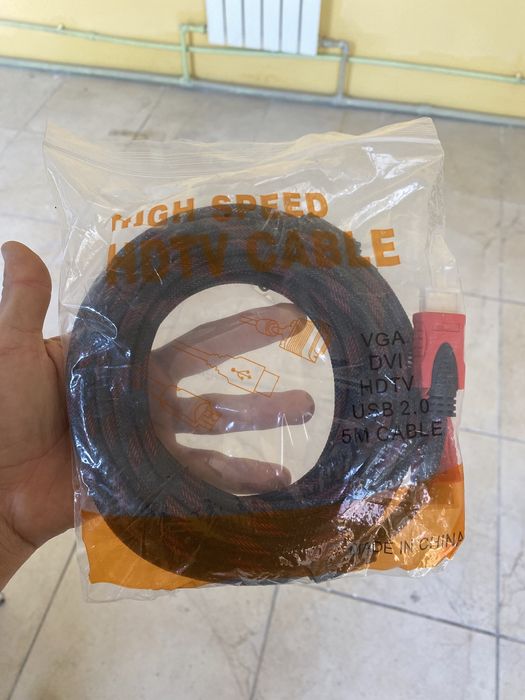 HIGH SPEED
HDTV CABLE
VGA
DVI
HDTV
USB 2.0
5M CABLE
MADE IN CHINA